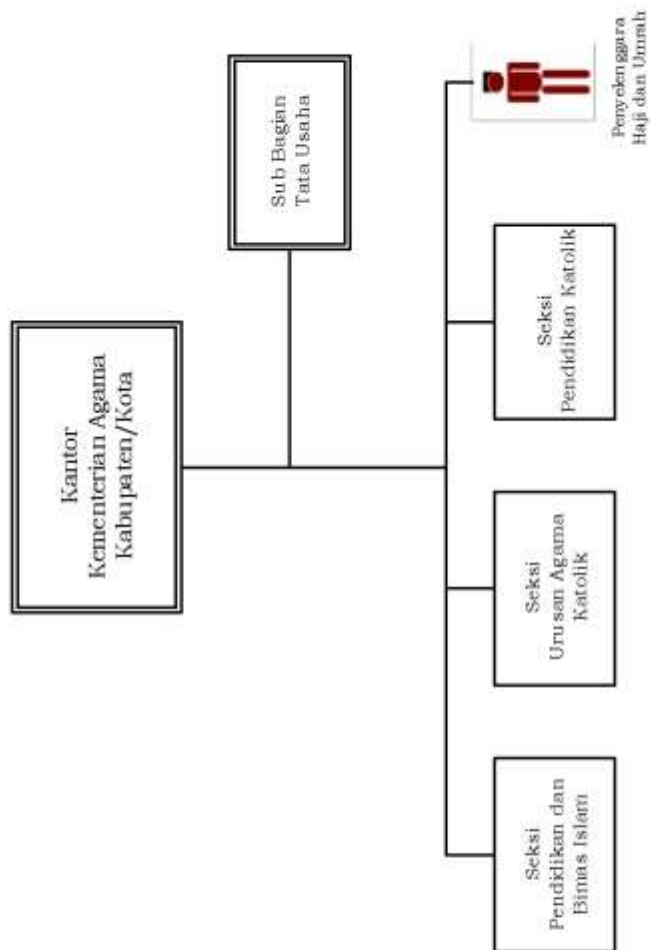 Kantor
Kementerian Agama
Kabupaten/Kota
Sub Bagian
Tata Usaha
Seksi
Pendidikan dan
Bimas Islam
Seksi
Urusan Agama
Katolik
Seksi
Pendidikan Katolik
Penyelenggara
Haji dan Umrah